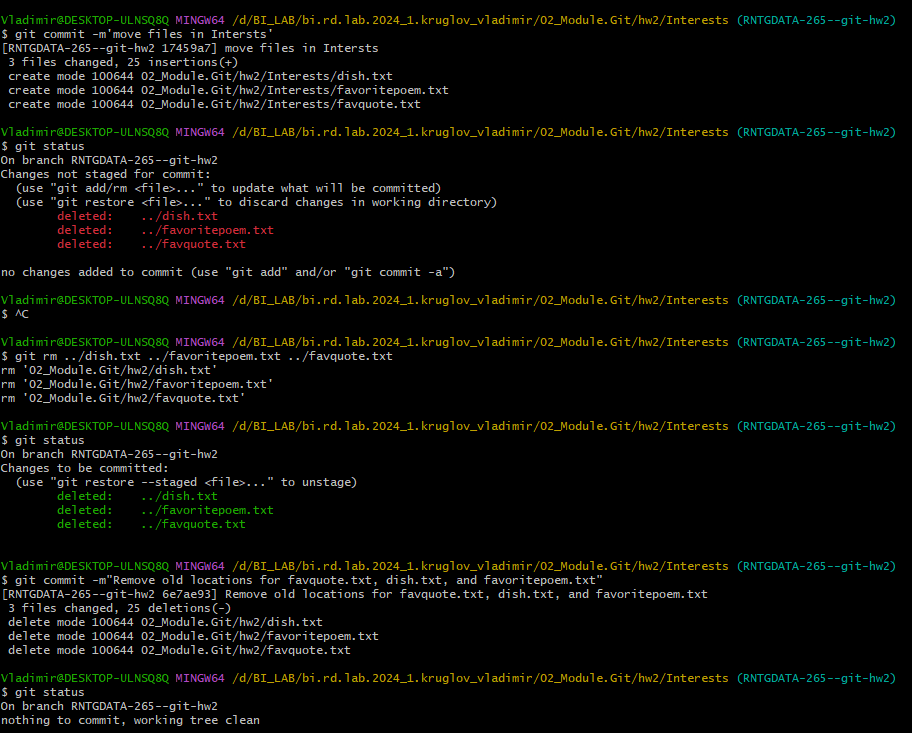 Vladimir@DESKTOP-ULNSQ8Q MINGW64 /d/BI_LAB/bi.rd.lab.2024_1.kruglov_vladimir/02_Module.Git/hw2/Interests (RNTGDATA-265--git-hw2)
$ git commit -m'move files in Intersts'
[RNTGDATA-265--git-hw2 17459a7] move files in Intersts
 3 files changed, 25 insertions(+)
 create mode 100644 02_Module.Git/hw2/Interests/dish.txt
 create mode 100644 02_Module.Git/hw2/Interests/favoritepoem.txt
 create mode 100644 02_Module.Git/hw2/Interests/favquote.txt
Vladimir@DESKTOP-ULNSQ8Q MINGW64 /d/BI_LAB/bi.rd.lab.2024_1.kruglov_vladimir/02_Module.Git/hw2/Interests (RNTGDATA-265--git-hw2)
$ git status
On branch RNTGDATA-265--git-hw2
Changes not staged for commit:
  (use "git add/rm <file>..." to update what will be committed)
  (use "git restore <file>..." to discard changes in working directory)
        deleted:    ../dish.txt
        deleted:    ../favoritepoem.txt
        deleted:    ../favquote.txt
no changes added to commit (use "git add" and/or "git commit -a")
Vladimir@DESKTOP-ULNSQ8Q MINGW64 /d/BI_LAB/bi.rd.lab.2024_1.kruglov_vladimir/02_Module.Git/hw2/Interests (RNTGDATA-265--git-hw2)
$ ^C
Vladimir@DESKTOP-ULNSQ8Q MINGW64 /d/BI_LAB/bi.rd.lab.2024_1.kruglov_vladimir/02_Module.Git/hw2/Interests (RNTGDATA-265--git-hw2)
$ git rm ../dish.txt ../favoritepoem.txt ../favquote.txt
rm '02_Module.Git/hw2/dish.txt'
rm '02_Module.Git/hw2/favoritepoem.txt'
rm '02_Module.Git/hw2/favquote.txt'
Vladimir@DESKTOP-ULNSQ8Q MINGW64 /d/BI_LAB/bi.rd.lab.2024_1.kruglov_vladimir/02_Module.Git/hw2/Interests (RNTGDATA-265--git-hw2)
$ git status
On branch RNTGDATA-265--git-hw2
Changes to be committed:
  (use "git restore --staged <file>..." to unstage)
        deleted:    ../dish.txt
        deleted:    ../favoritepoem.txt
        deleted:    ../favquote.txt
Vladimir@DESKTOP-ULNSQ8Q MINGW64 /d/BI_LAB/bi.rd.lab.2024_1.kruglov_vladimir/02_Module.Git/hw2/Interests (RNTGDATA-265--git-hw2)
$ git commit -m"Remove old locations for favquote.txt, dish.txt, and favoritepoem.txt"
[RNTGDATA-265--git-hw2 6e7ae93] Remove old locations for favquote.txt, dish.txt, and favoritepoem.txt
 3 files changed, 25 deletions(-)
 delete mode 100644 02_Module.Git/hw2/dish.txt
 delete mode 100644 02_Module.Git/hw2/favoritepoem.txt
 delete mode 100644 02_Module.Git/hw2/favquote.txt
Vladimir@DESKTOP-ULNSQ8Q MINGW64 /d/BI_LAB/bi.rd.lab.2024_1.kruglov_vladimir/02_Module.Git/hw2/Interests (RNTGDATA-265--git-hw2)
$ git status
On branch RNTGDATA-265--git-hw2
nothing to commit, working tree clean